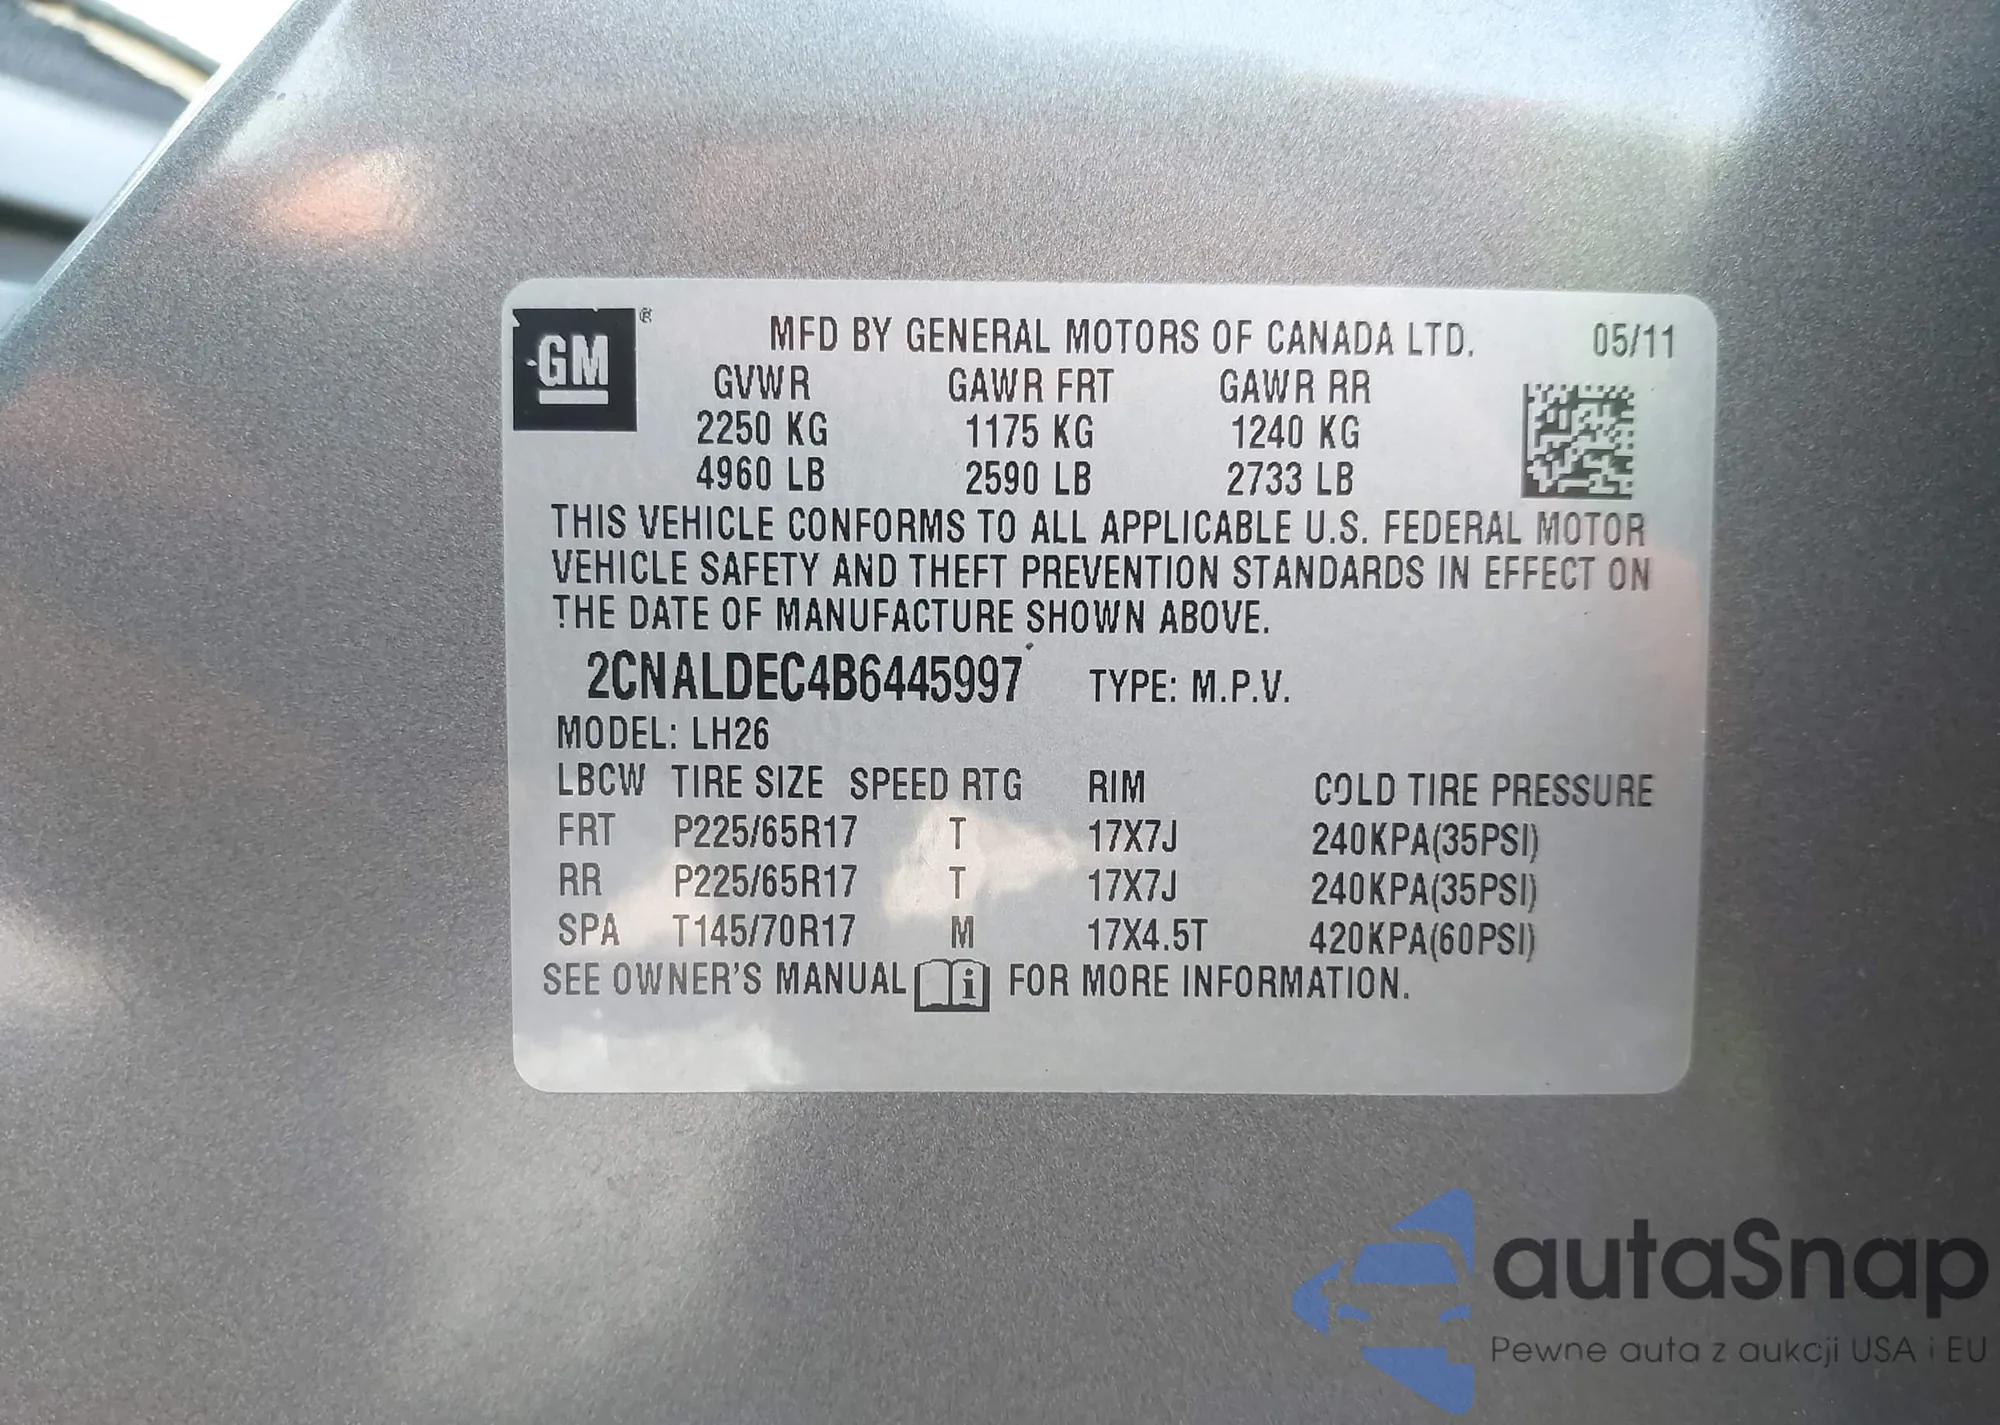 GM ®
MFD BY GENERAL MOTORS OF CANADA LTD. 05/11
GVWR GAWR FRT GAWR RR
2250 KG 1175 KG 1240 KG
4960 LB 2590 LB 2733 LB
THIS VEHICLE CONFORMS TO ALL APPLICABLE U.S. FEDERAL MOTOR
VEHICLE SAFETY AND THEFT PREVENTION STANDARDS IN EFFECT ON
THE DATE OF MANUFACTURE SHOWN ABOVE.
2CNALDEC4B6445997 TYPE: M.P.V.
MODEL: LH26
LBCW TIRE SIZE SPEED RTG RIM COLD TIRE PRESSURE
FRT P225/65R17 T 17X7J 240KPA(35PSI)
RR P225/65R17 T 17X7J 240KPA(35PSI)
SPA T145/70R17 M 17X4.5T 420KPA(60PSI)
SEE OWNER'S MANUAL i FOR MORE INFORMATION.
autaSnap
Pewne auta z aukcji USA i EU